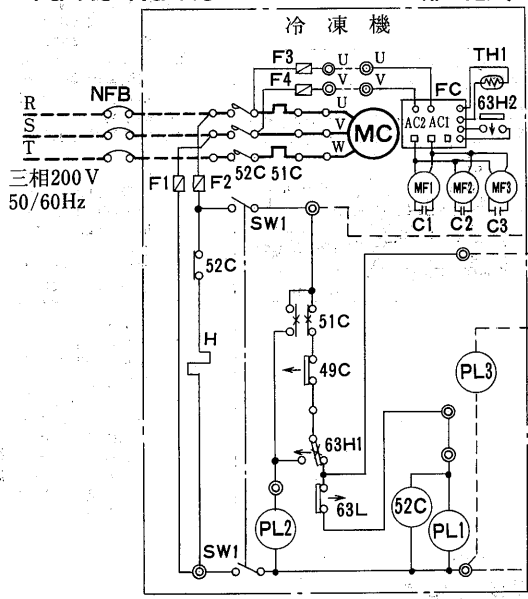 冷凍機
F3 U U
F4 V V
TH1
63H2
FC
AC2 AC1
NFB
R
S
T
U
V
W
MC
MF1 MF2 MF3
C1 C2 C3
三相200V
50/60Hz
F1 F2
52C 51C
SW1
52C
51C
H
49C
63H1
63L
PL3
52C
PL2
PL1
SW1